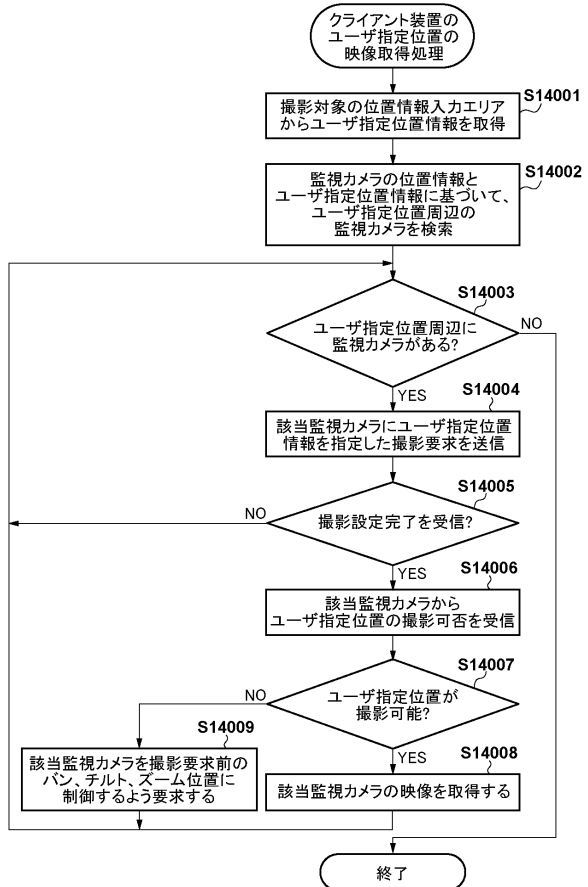 クライアント装置の
ユーザ指定位置の
映像取得処理
S14001
撮影対象の位置情報入力エリア
からユーザ指定位置情報を取得
S14002
監視カメラの位置情報と
ユーザ指定位置情報に基づいて、
ユーザ指定位置周辺の
監視カメラを検索
S14003
ユーザ指定位置周辺に
監視カメラがある?
NO
YES
S14004
該当監視カメラにユーザ指定位置
情報を指定した撮影要求を送信
S14005
撮影設定完了を受信?
NO
YES
S14006
該当監視カメラから
ユーザ指定位置の撮影可否を受信
S14007
ユーザ指定位置が
撮影可能?
NO
YES
S14009
該当監視カメラを撮影要求前の
パン、チルト、ズーム位置に
制御するよう要求する
S14008
該当監視カメラの映像を取得する
終了